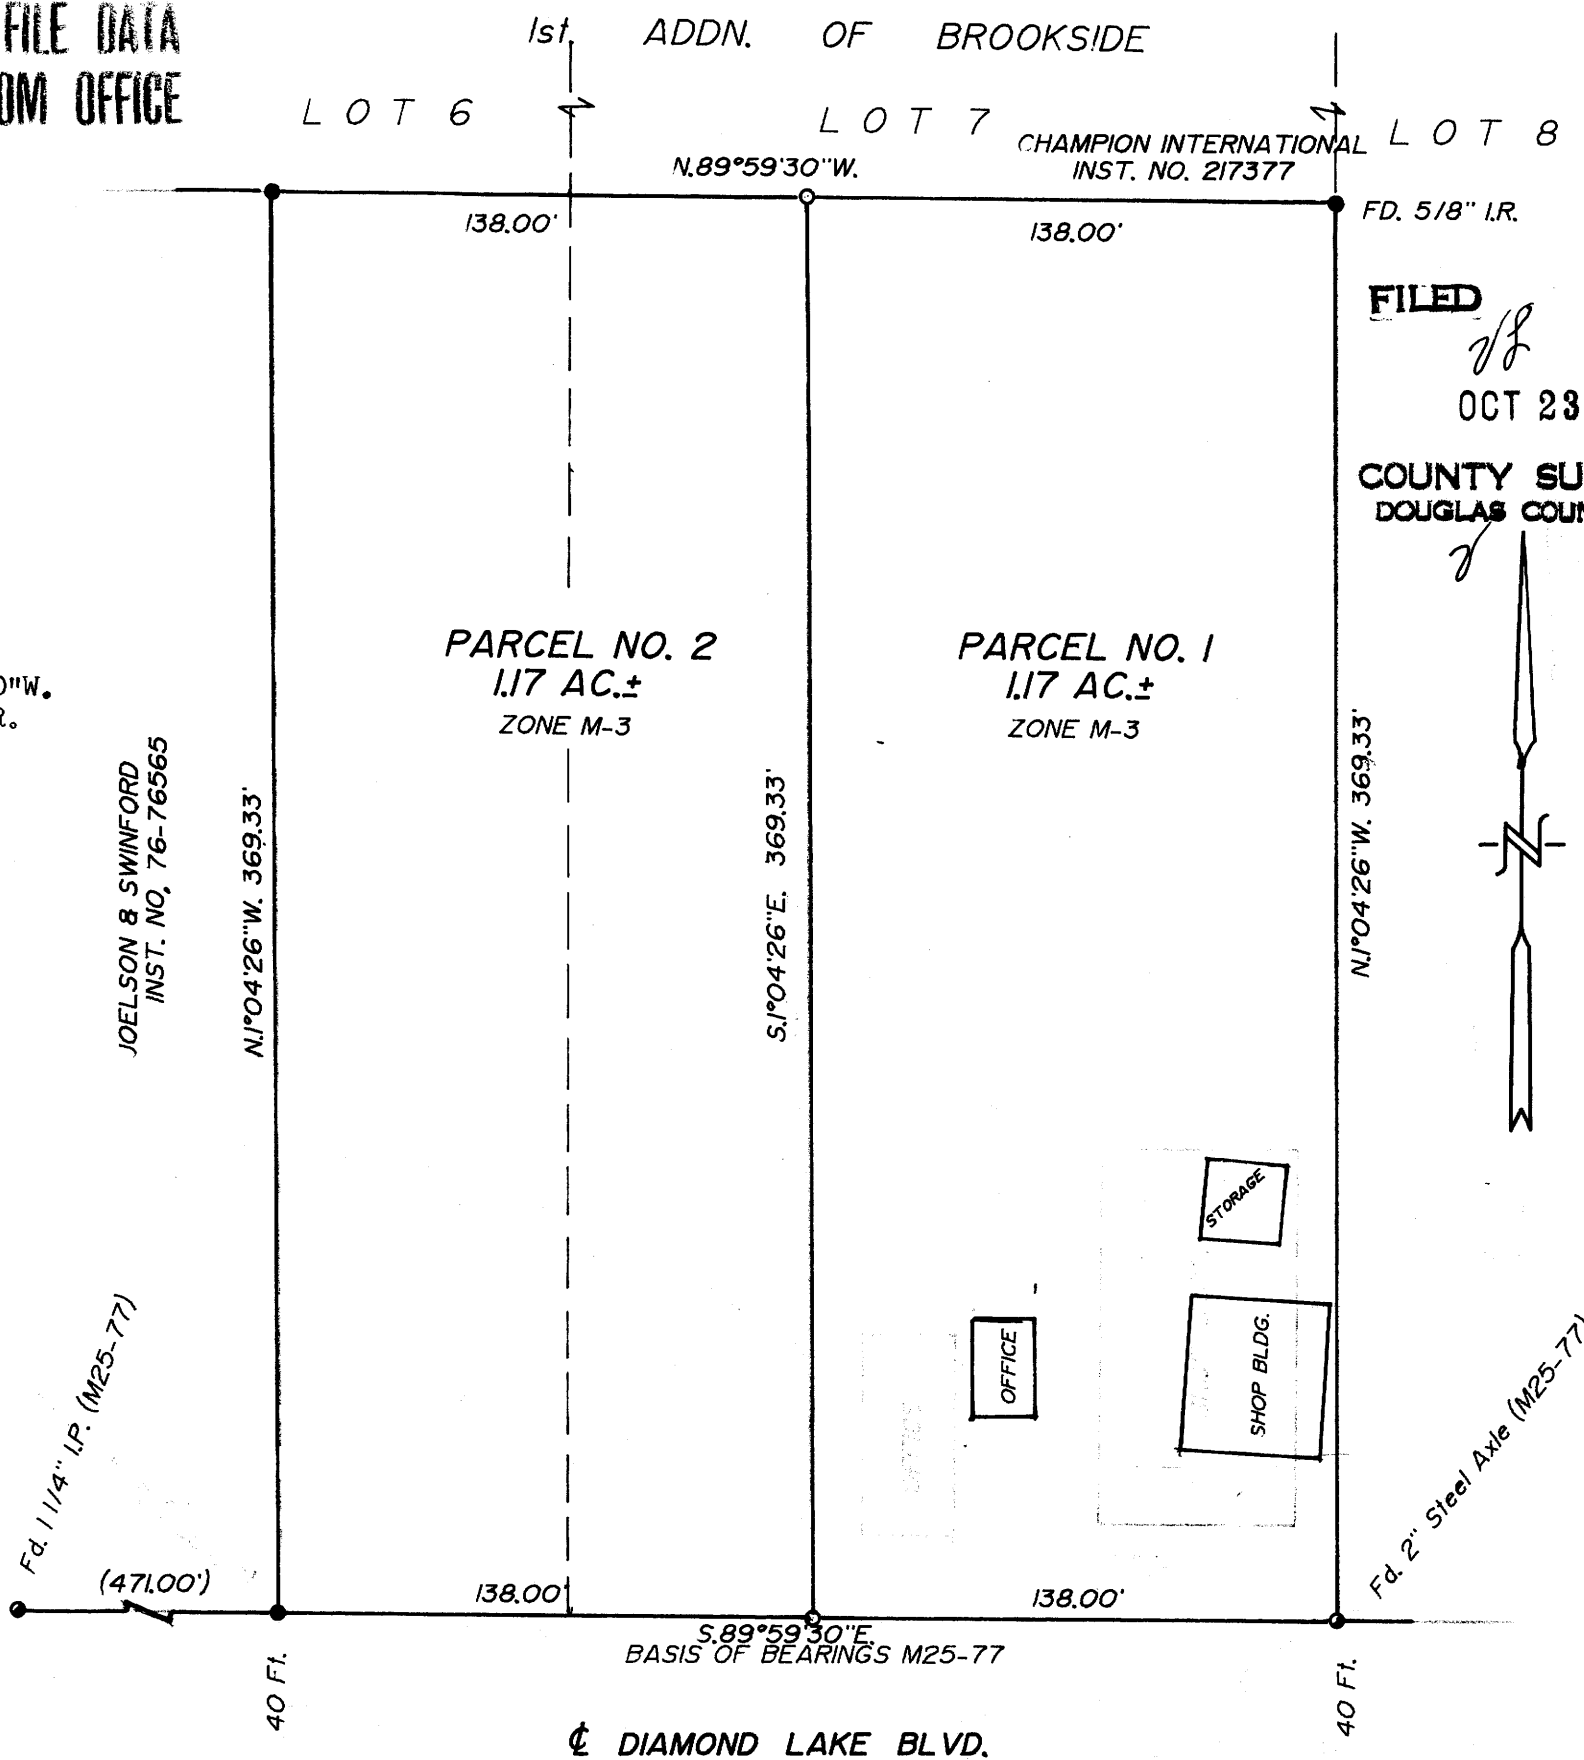 FILE DATA
OM OFFICE
1st. ADDN. OF BROOKSIDE
LOT 6
LOT 7
LOT 8
CHAMPION INTERNATIONAL
INST. NO. 217377
N.89°59'30"W.
138.00'
138.00'
FD. 5/8" I.R.
FILED
OCT 23
COUNTY SU
DOUGLAS COUN
PARCEL NO. 2
1.17 AC.±
ZONE M-3
PARCEL NO. 1
1.17 AC.±
ZONE M-3
"W.
R.
JOELSON & SWINFORD
INST. NO, 76-76565
N.1°04'26"W. 369.33'
S.1°04'26"E. 369.33'
N.1°04'26"W. 369.33'
STORAGE
OFFICE
SHOP BLDG.
OFFICE
Fd. 1 1/4" I.P. (M25-77)
Fd. 2" Steel Axle (M25-77)
(471.00')
138.00'
138.00'
S.89°59'30"E.
BASIS OF BEARINGS M25-77
40 Ft.
40 Ft.
℄ DIAMOND LAKE BLVD.